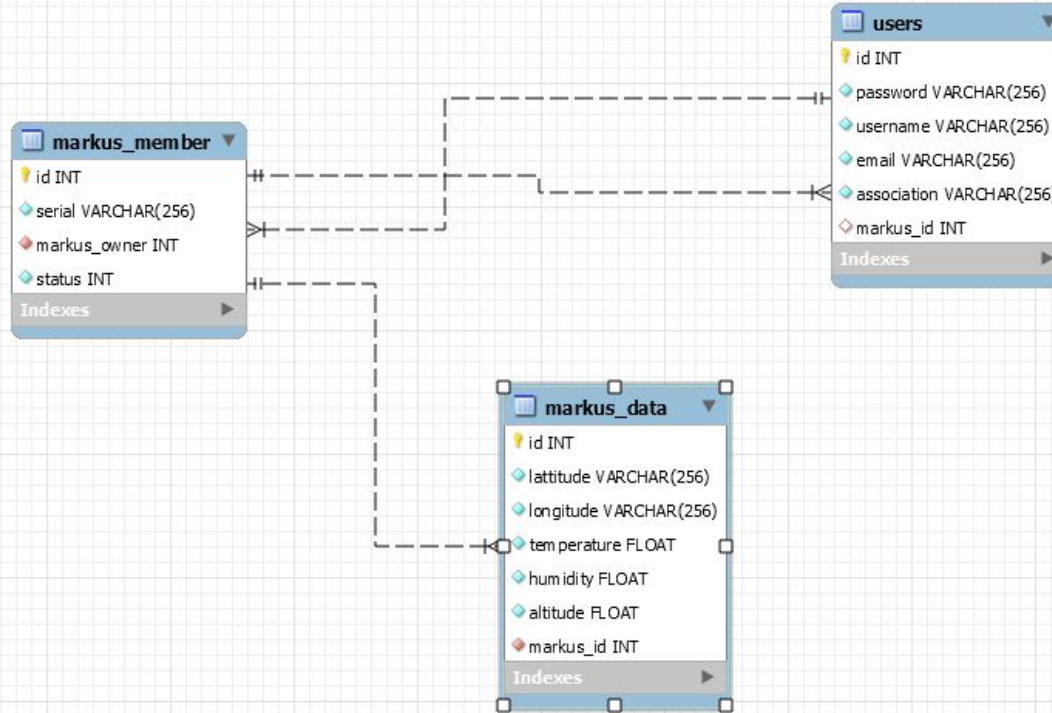 markus_member
id INT
serial VARCHAR(256)
markus_owner INT
status INT
Indexes
users
id INT
password VARCHAR(256)
username VARCHAR(256)
email VARCHAR(256)
association VARCHAR(256
markus_id INT
Indexes
markus_data
id INT
lattitude VARCHAR(256)
longitude VARCHAR(256)
temperature FLOAT
humidity FLOAT
altitude FLOAT
markus_id INT
Indexes